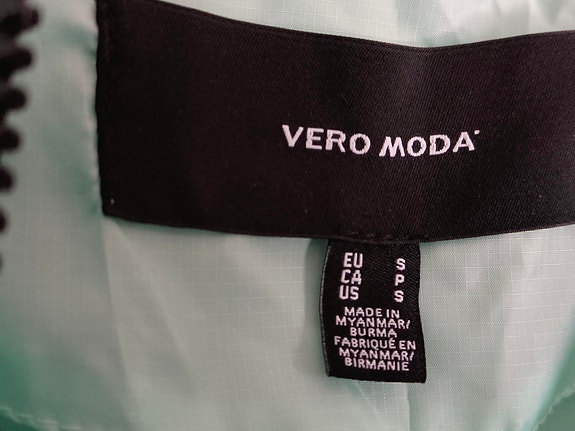 VERO MODA
EU S
CA P
US S
MADE IN
MYANMAR/
BURMA
FABRIQUÉ EN
MYANMAR/
BIRMANIE